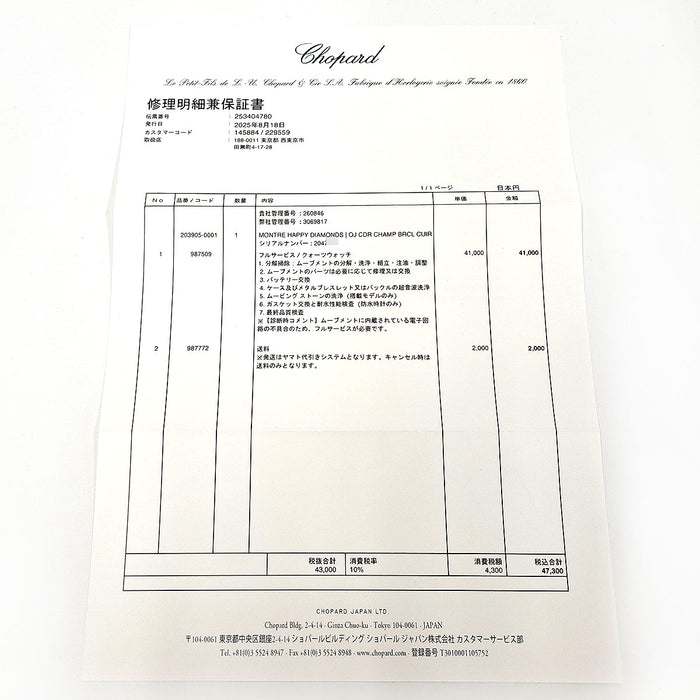 Chopard
Le Petit-Fils de L. U. Chopard & Cie S.A. Fabrique d'Horlogerie soignée Fondée en 1860
修理明細兼保証書
伝票番号 : 253404780
発行日 : 2025年8月18日
カスタマーコード : 145884 / 229559
取扱店 : 188-0011 東京都 西東京市
田無町4-17-28
1/1 ページ 日本円
No 品番/コード 数量 内容 単価 金額
貴社管理番号 : 260846
弊社管理番号 : 3069817
203905-0001 1 MONTRE HAPPY DIAMONDS | OJ CDR CHAMP BRCL CUIR
シリアルナンバー : 204
1 987509 フルサービス / クォーツウォッチ 41,000 41,000
1. 分解掃除 : ムーブメントの分解・洗浄・組立・注油・調整
2. ムーブメントのパーツは必要に応じて修理又は交換
3. バッテリー交換
4. ケース及びメタルブレスレット又はバックルの超音波洗浄
5. ムービング ストーンの洗浄 (搭載モデルのみ)
6. ガスケット交換と耐水性能検査 (防水時計のみ)
7. 最終品質検査
※【診断時コメント】ムーブメントに内蔵されている電子回
路の不具合のため、フルサービスが必要です。
2 987772 送料 2,000 2,000
※発送はヤマト代引きシステムとなります。キャンセル時は
送料のみとなります。
税抜合計 消費税率 消費税額 税込合計
43,000 10% 4,300 47,300
CHOPARD JAPAN LTD.
Chopard Bldg. 2-4-14 · Ginza Chuo-ku · Tokyo 104-0061 · JAPAN
〒104-0061 東京都中央区銀座2-4-14 ショパールビルディング ショパール ジャパン株式会社 カスタマーサービス部
Tel. +81(0)3 5524 8947 · Fax +81(0)3 5524 8948 · www.chopard.com · 登録番号 T3010001105752